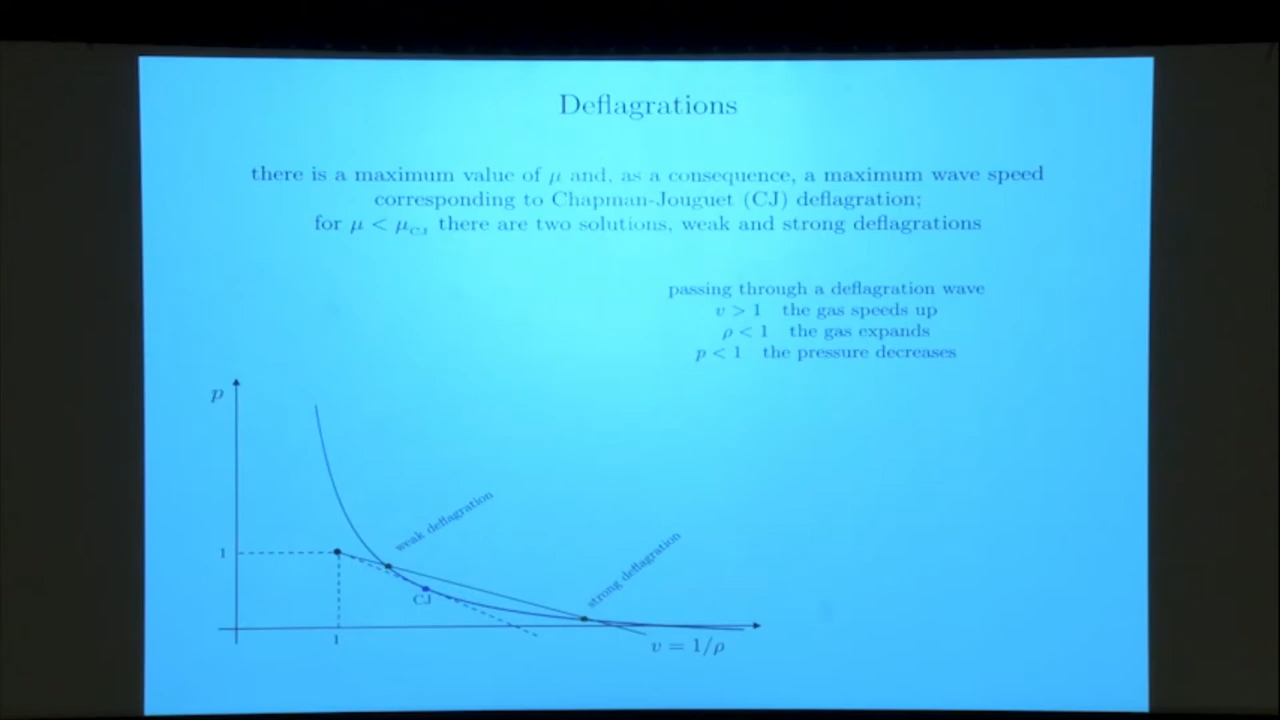 Deflagrations
there is a maximum value of μ and, as a consequence, a maximum wave speed
corresponding to Chapman-Jouguet (CJ) deflagration;
for μ < μCJ there are two solutions, weak and strong deflagrations
passing through a deflagration wave
v > 1 the gas speeds up
ρ < 1 the gas expands
p < 1 the pressure decreases
p
weak deflagration
strong deflagration
1
CJ
1
v = 1/ρ